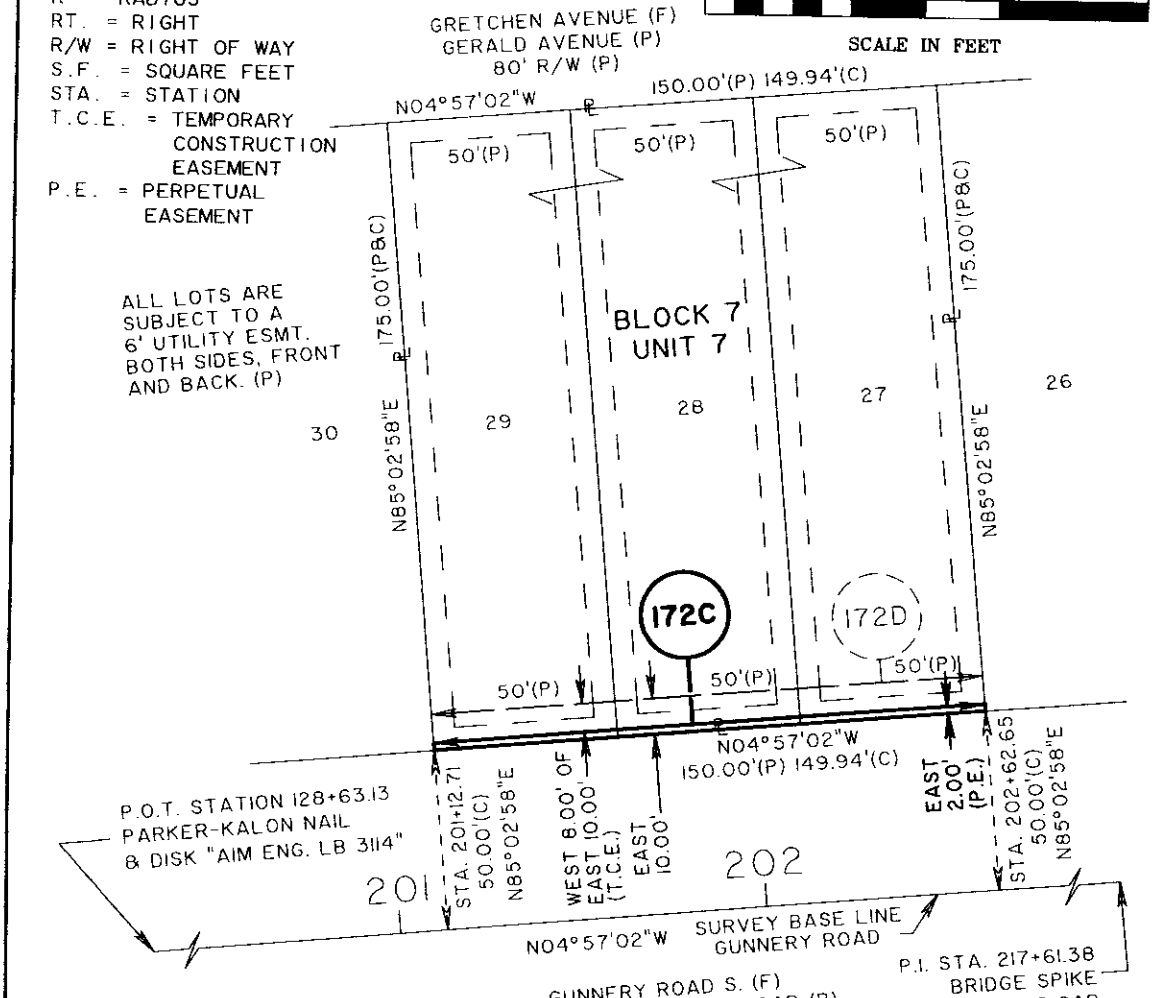 RT. = RIGHT
R/W = RIGHT OF WAY
S.F. = SQUARE FEET
STA. = STATION
T.C.E. = TEMPORARY
CONSTRUCTION
EASEMENT
P.E. = PERPETUAL
EASEMENT
GRETCHEN AVENUE (F)
GERALD AVENUE (P)
80' R/W (P)
SCALE IN FEET
N04°57'02"W
150.00'(P) 149.94'(C)
50'(P)
50'(P)
50'(P)
175.00'(P&C)
175.00'(P&C)
ALL LOTS ARE
SUBJECT TO A
6' UTILITY ESMT.
BOTH SIDES, FRONT
AND BACK. (P)
BLOCK 7
UNIT 7
30
29
28
27
26
N85°02'58"E
N85°02'58"E
172C
172D
50'(P)
50'(P)
50'(P)
N04°57'02"W
150.00'(P) 149.94'(C)
P.O.T. STATION 128+63.13
PARKER-KALON NAIL
& DISK "AIM ENG. LB 3114"
STA. 201+12.71
50.00'(C)
N85°02'58"E
WEST 8.00' OF
EAST 10.00'
(T.C.E.)
EAST
10.00'
EAST
2.00'
(P.E.)
STA. 202+62.65
50.00'(C)
N85°02'58"E
201
202
N04°57'02"W
SURVEY BASE LINE
GUNNERY ROAD
GUNNERY ROAD S. (F)
P.I. STA. 217+61.38
BRIDGE SPIKE